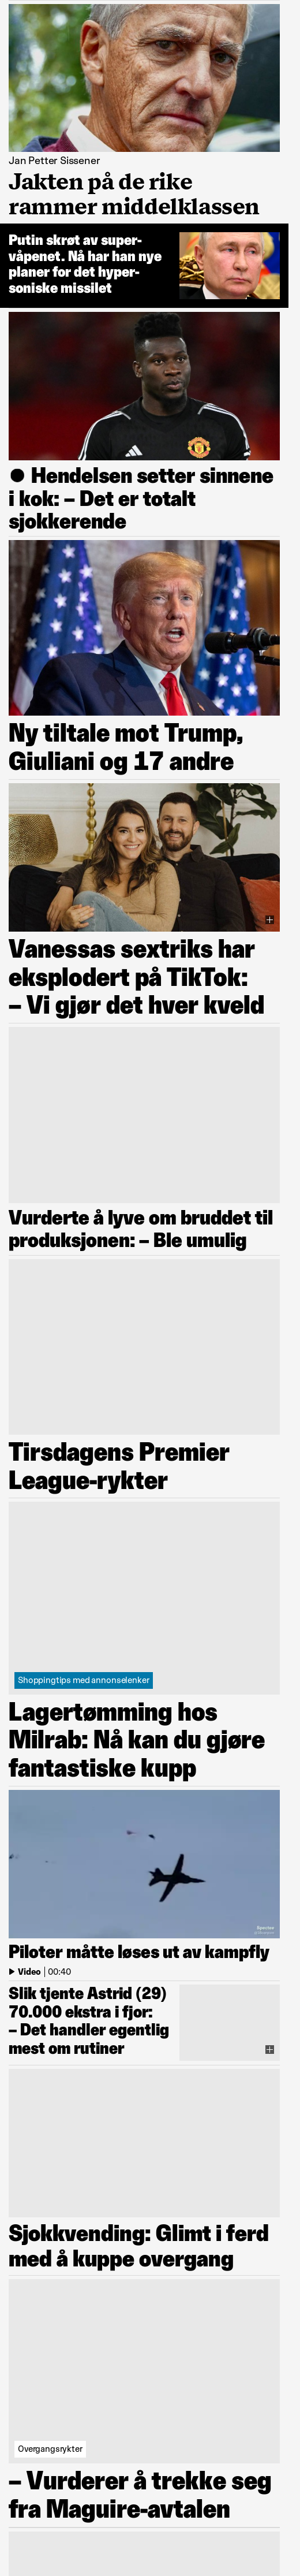 Jan Petter Sissener
Jakten på de rike
rammer middelklassen
Putin skrøt av super-
våpenet. Nå har han nye
planer for det hyper-
soniske missilet
Hendelsen setter sinnene
i kok: – Det er totalt
sjokkerende
Ny tiltale mot Trump,
Giuliani og 17 andre
Vanessas sextriks har
eksplodert på TikTok:
– Vi gjør det hver kveld
Vurderte å lyve om bruddet til
produksjonen: – Ble umulig
Tirsdagens Premier
League-rykter
Shoppingtips med annonselenker
Lagertømming hos
Milrab: Nå kan du gjøre
fantastiske kupp
Piloter måtte løses ut av kampfly
Video | 00:40
Slik tjente Astrid (29)
70.000 ekstra i fjor:
– Det handler egentlig
mest om rutiner
Sjokkvending: Glimt i ferd
med å kuppe overgang
Overgangsrykter
– Vurderer å trekke seg
fra Maguire-avtalen